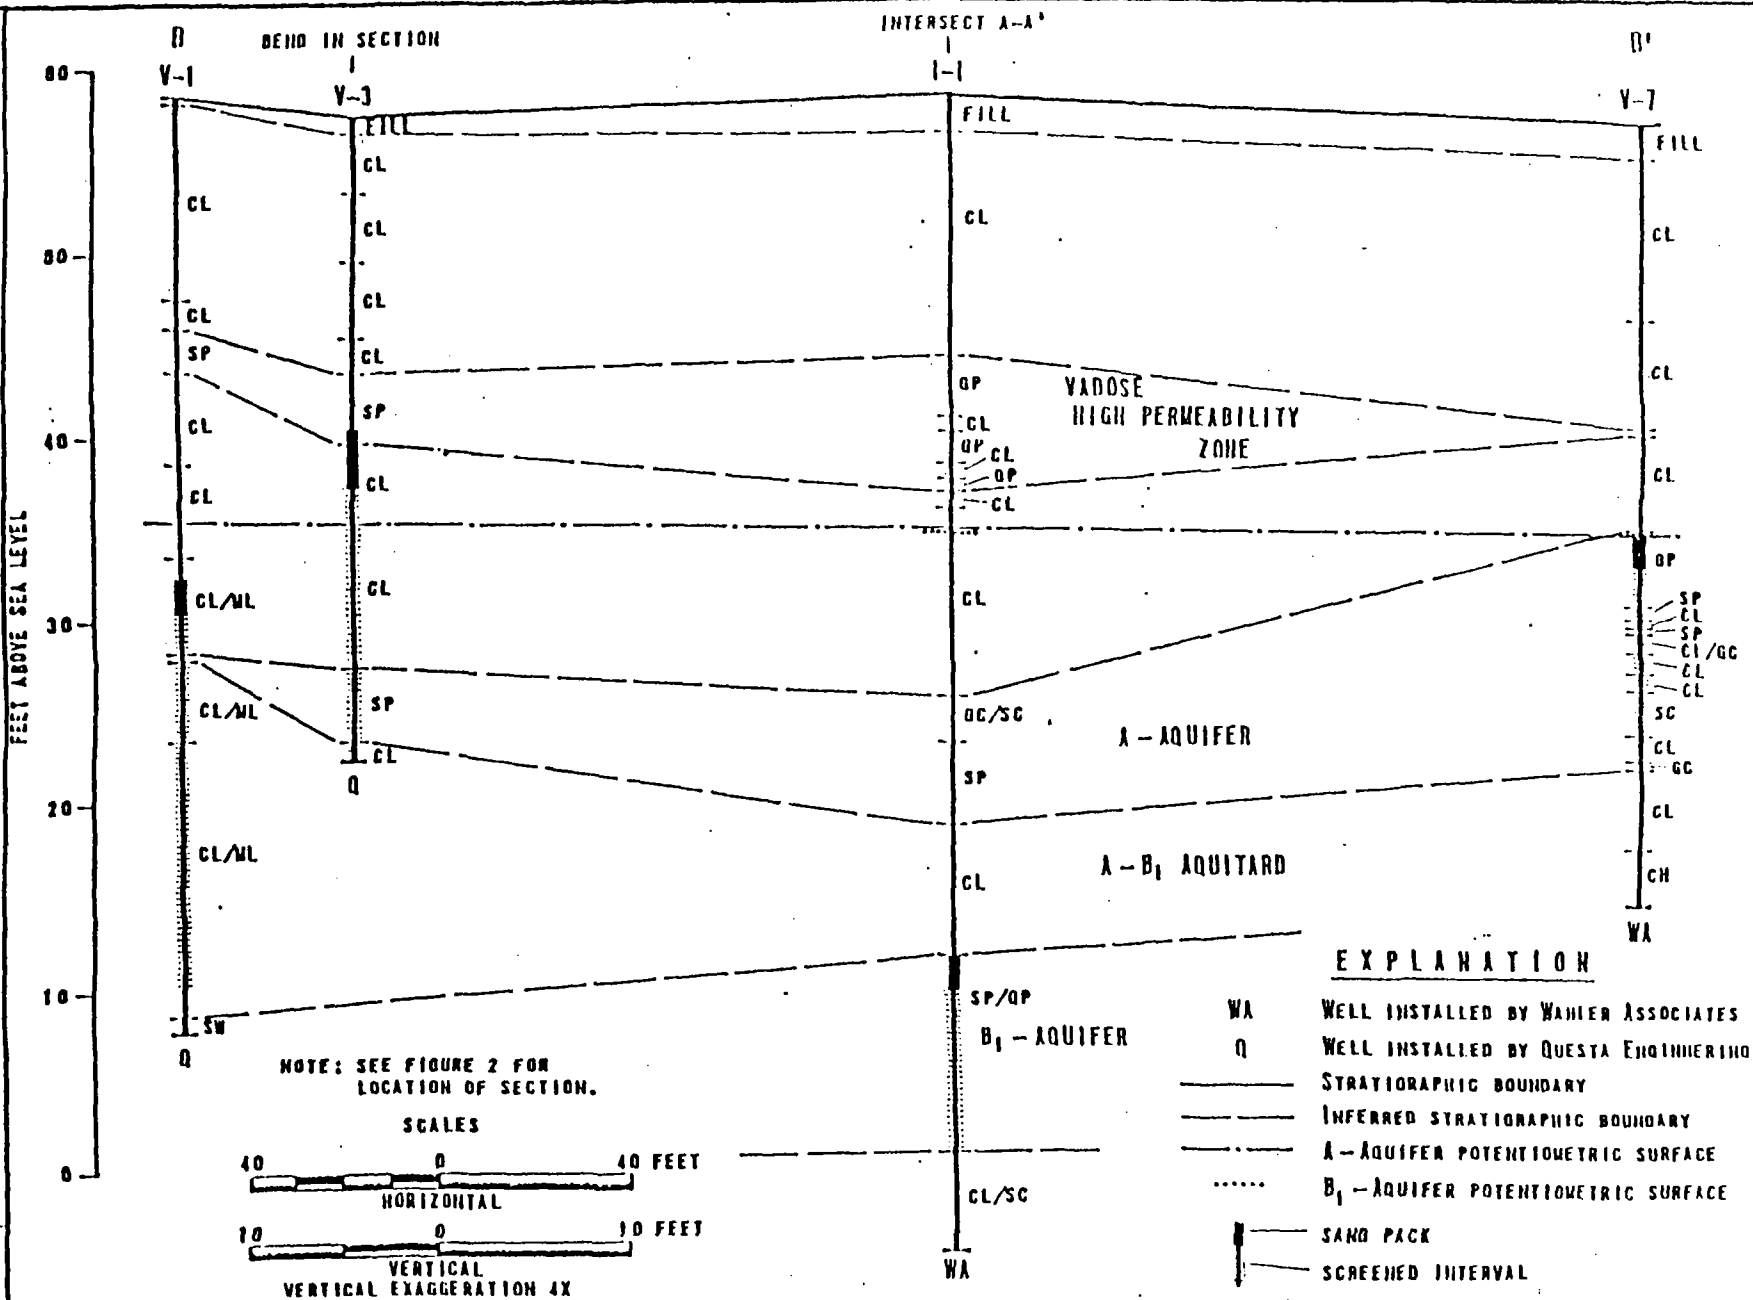 INTERSECT A-A'
B
BEND IN SECTION
B'
V-1
V-3
I-1
V-7
60
50
40
30
20
10
0
FEET ABOVE SEA LEVEL
CL
CL
SP
CL
CL
CL/ML
CL/ML
CL/ML
SW
Q
FILL
CL
CL
CL
CL
SP
CL
CL
SP
CL
Q
FILL
CL
GP
CL
GP
CL
GP
CL
CL
GC/SC
SP
CL
SP/GP
CL/SC
WA
VADOSE
HIGH PERMEABILITY
ZONE
A-AQUIFER
A-B1 AQUITARD
B1-AQUIFER
FILL
CL
CL
CL
GP
SP
CL
SP
CL/GC
CL
CL
SC
CL
GC
CL
CH
WA
NOTE: SEE FIGURE 2 FOR
LOCATION OF SECTION.
SCALES
40 0 40 FEET
HORIZONTAL
10 0 10 FEET
VERTICAL
VERTICAL EXAGGERATION 4X
EXPLANATION
WA WELL INSTALLED BY WAHLER ASSOCIATES
Q WELL INSTALLED BY QUESTA ENGINEERING
STRATIGRAPHIC BOUNDARY
INFERRED STRATIGRAPHIC BOUNDARY
A-AQUIFER POTENTIOMETRIC SURFACE
B1-AQUIFER POTENTIOMETRIC SURFACE
SAND PACK
SCREENED INTERVAL